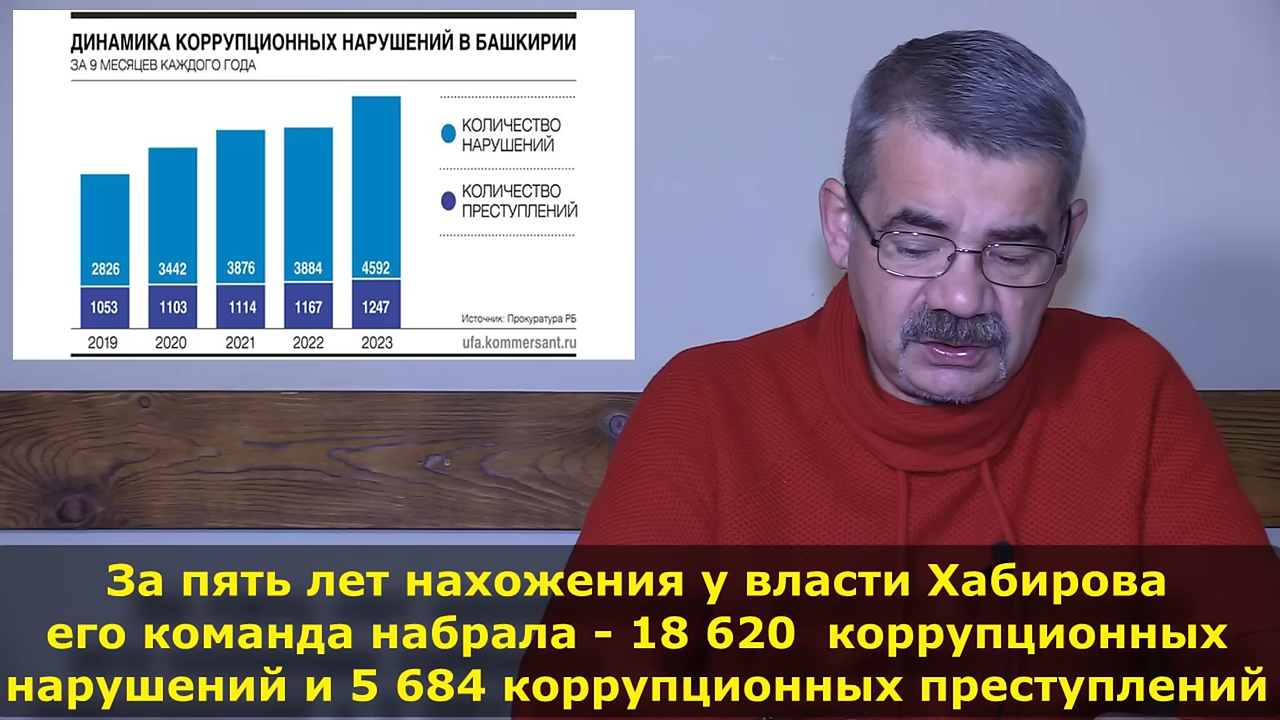 ДИНАМИКА КОРРУПЦИОННЫХ НАРУШЕНИЙ В БАШКИРИИ
ЗА 9 МЕСЯЦЕВ КАЖДОГО ГОДА
КОЛИЧЕСТВО
НАРУШЕНИЙ
КОЛИЧЕСТВО
ПРЕСТУПЛЕНИЙ
2826 3442 3876 3884 4592
1053 1103 1114 1167 1247
Источник: Прокуратура РБ
2019 2020 2021 2022 2023
ufa.kommersant.ru
За пять лет нахожения у власти Хабирова
его команда набрала - 18 620 коррупционных
нарушений и 5 684 коррупционных преступлений